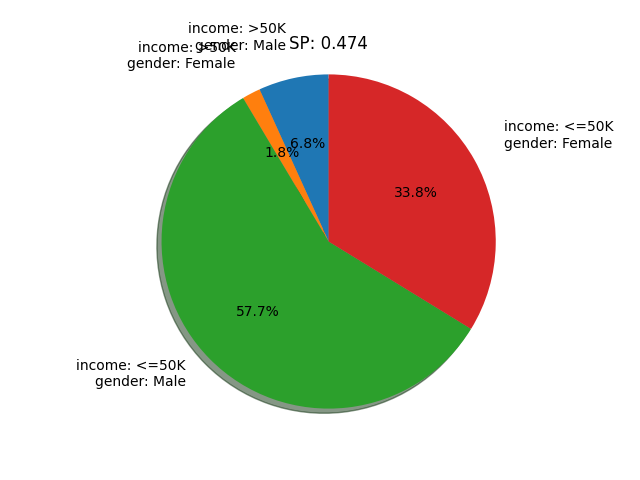 income: >50K
gender: Male
SP: 0.474
income: >50K
gender: Female
6.8%
1.8%
income: <=50K
gender: Female
33.8%
57.7%
income: <=50K
gender: Male